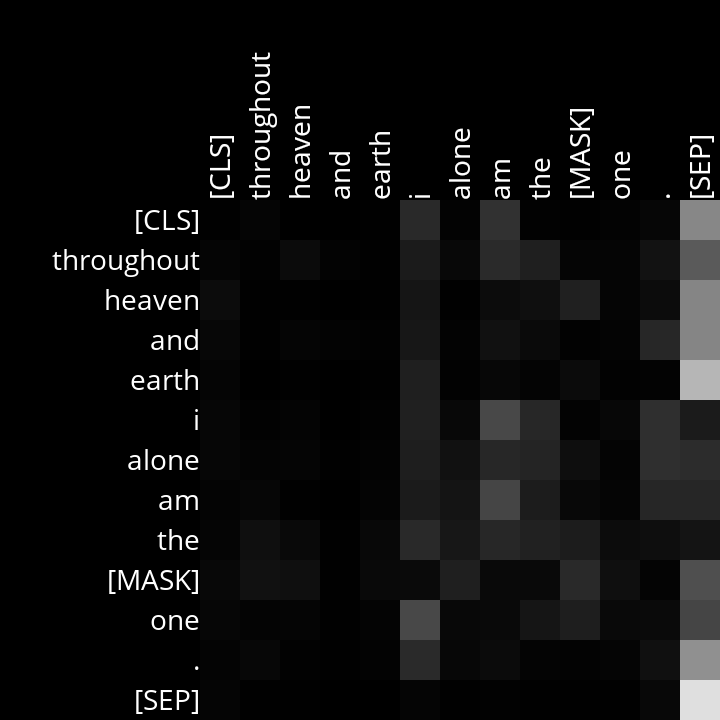 [CLS] throughout heaven and earth i alone am the [MASK] one . [SEP]
[CLS]
throughout
heaven
and
earth
i
alone
am
the
[MASK]
one
.
[SEP]